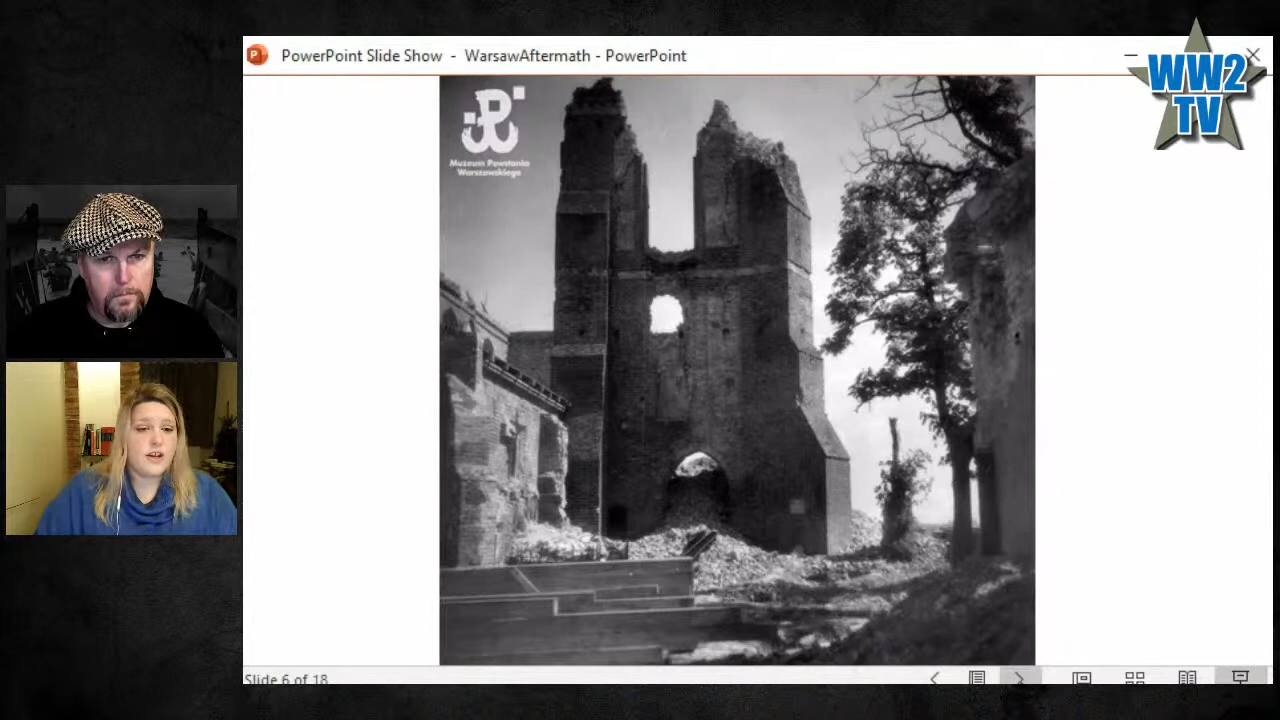 PowerPoint Slide Show - WarsawAftermath - PowerPoint
WW2
TV
Muzeum Powstania
Warszawskiego
Slide 6 of 18